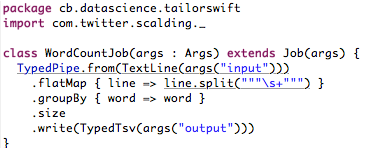 package cb.datascience.tailorswift
import com.twitter.scalding._
class WordCountJob(args : Args) extends Job(args) {
TypedPipe.from(TextLine(args("input")))
.flatMap { line => line.split("""\s+""") }
.groupBy { word => word }
.size
.write(TypedTsv(args("output")))
}